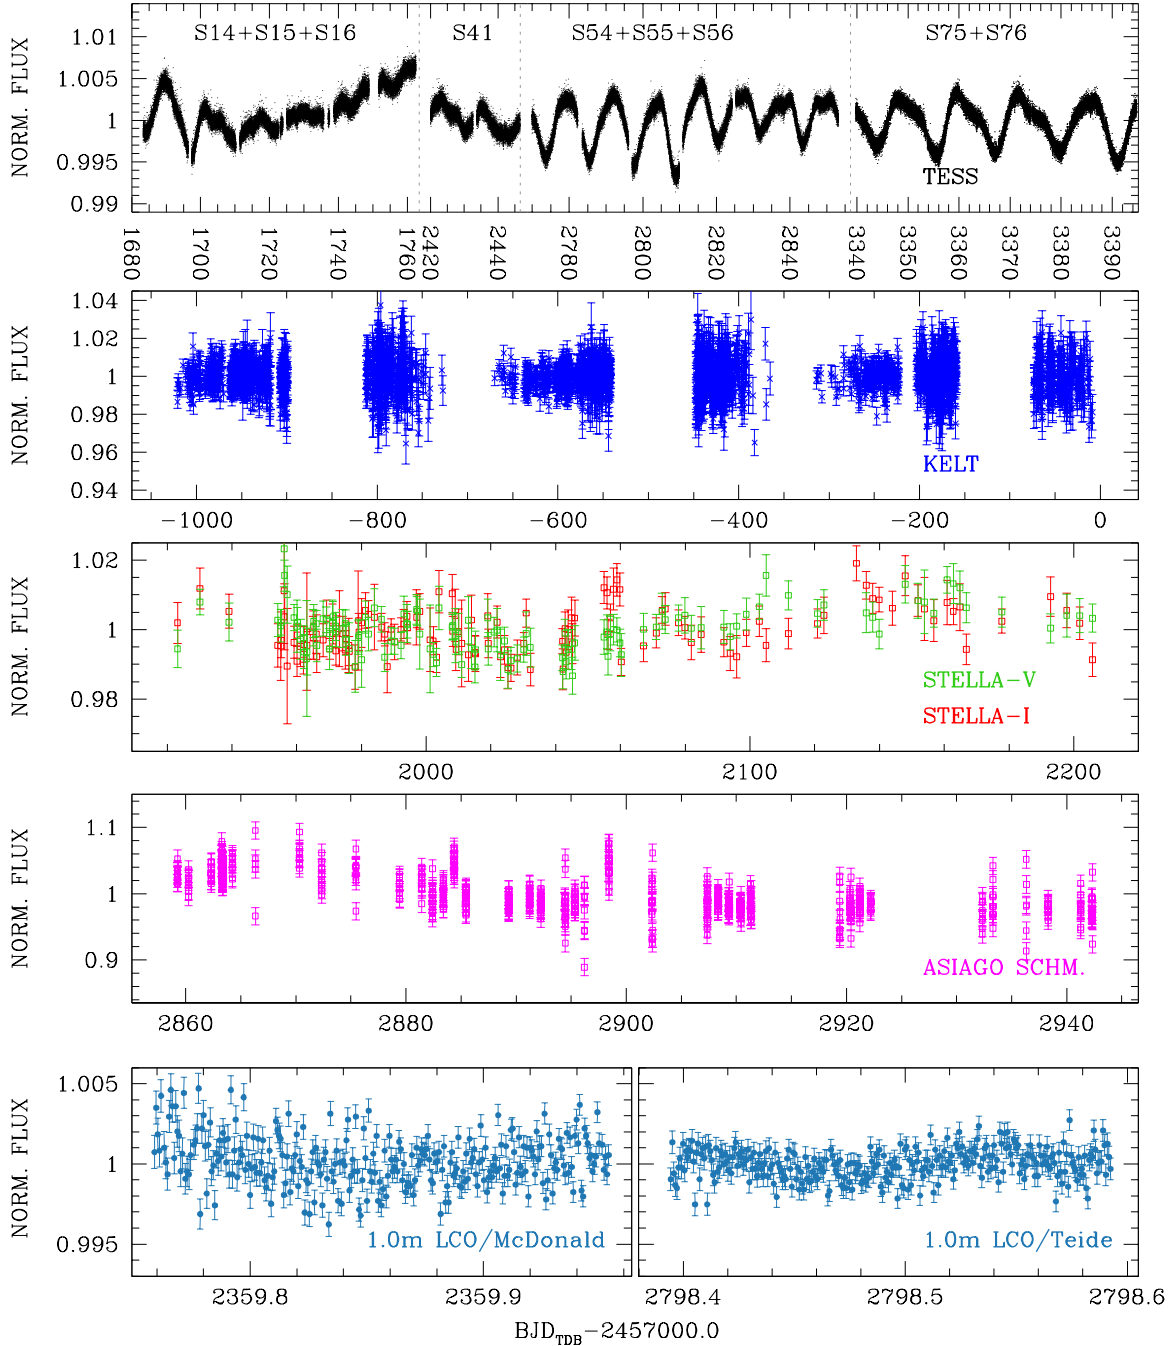 S14+S15+S16 S41 S54+S55+S56 S75+S76
NORM. FLUX
1.01
1.005
1
0.995
0.99
TESS
1680 1700 1720 1740 1760 2420 2440 2780 2800 2820 2840 3340 3350 3360 3370 3380 3390
NORM. FLUX
1.04
1.02
1
0.98
0.96
0.94
KELT
−1000 −800 −600 −400 −200 0
NORM. FLUX
1.02
1
0.98
STELLA−V
STELLA−I
2000 2100 2200
NORM. FLUX
1.1
1
0.9
ASIAGO SCHM.
2860 2880 2900 2920 2940
NORM. FLUX
1.005
1
0.995
1.0m LCO/McDonald 1.0m LCO/Teide
2359.8 2359.9 2798.4 2798.5 2798.6
BJD_TDB−2457000.0